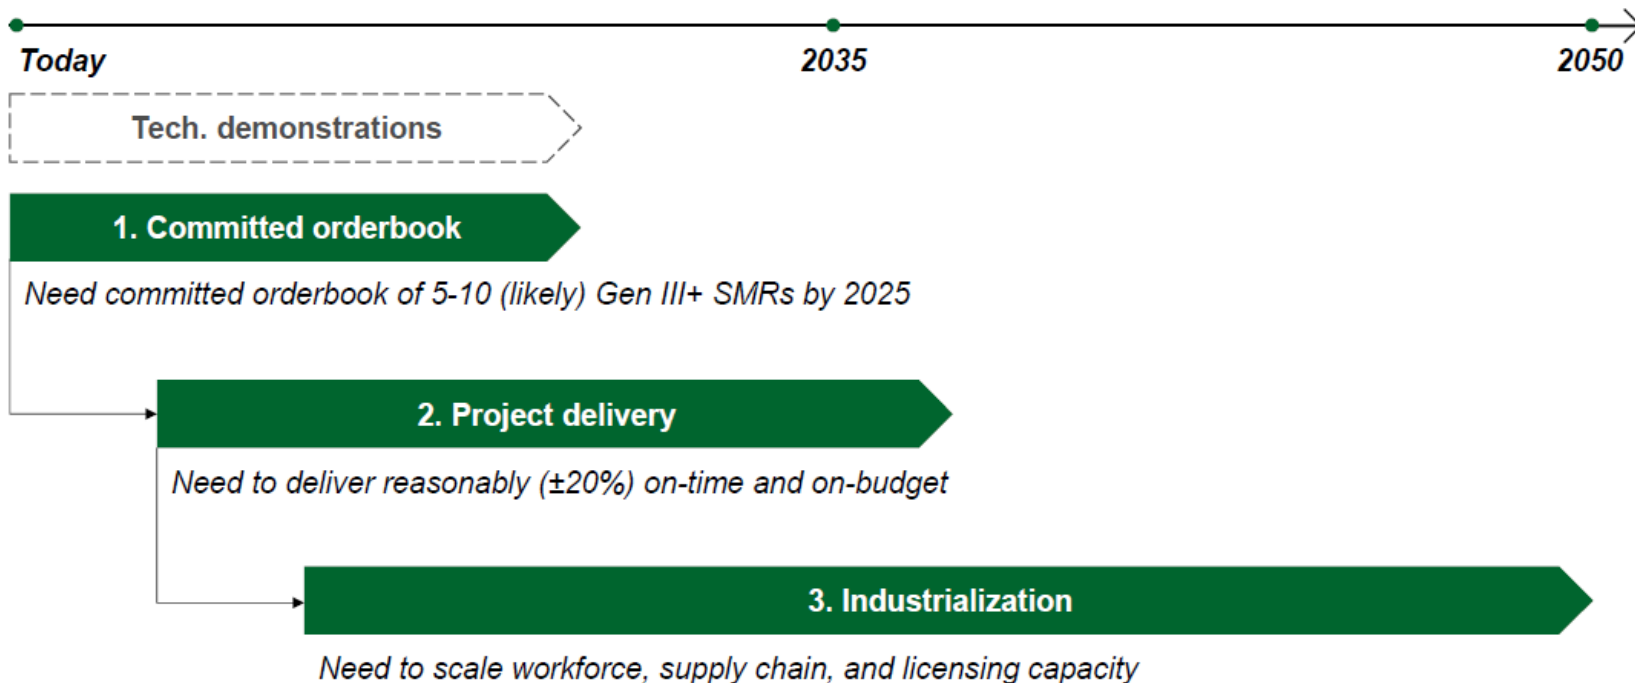 Today 2035 2050
Tech. demonstrations
1. Committed orderbook
Need committed orderbook of 5-10 (likely) Gen III+ SMRs by 2025
2. Project delivery
Need to deliver reasonably (±20%) on-time and on-budget
3. Industrialization
Need to scale workforce, supply chain, and licensing capacity